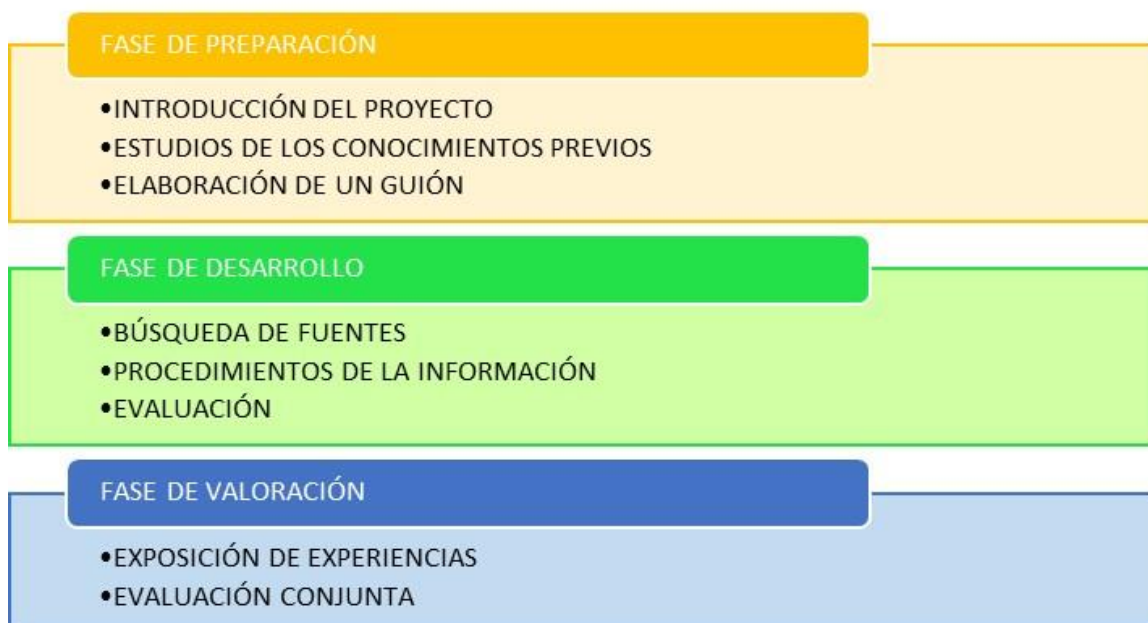 FASE DE PREPARACIÓN
•INTRODUCCIÓN DEL PROYECTO
•ESTUDIOS DE LOS CONOCIMIENTOS PREVIOS
•ELABORACIÓN DE UN GUIÓN
FASE DE DESARROLLO
•BÚSQUEDA DE FUENTES
•PROCEDIMIENTOS DE LA INFORMACIÓN
•EVALUACIÓN
FASE DE VALORACIÓN
•EXPOSICIÓN DE EXPERIENCIAS
•EVALUACIÓN CONJUNTA